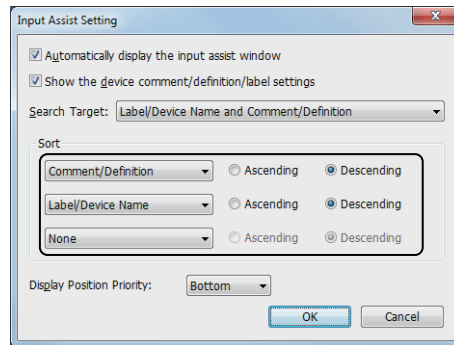 Input Assist Setting
Automatically display the input assist window
Show the device comment/definition/label settings
Search Target: Label/Device Name and Comment/Definition
Sort
Comment/Definition Ascending Descending
Label/Device Name Ascending Descending
None Ascending Descending
Display Position Priority: Bottom
OK Cancel